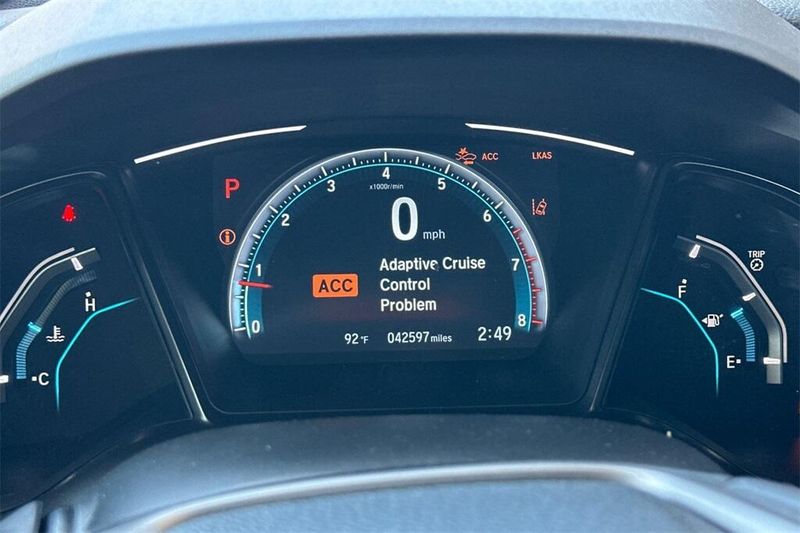 ACC
LKAS
P
4
x1000r/min
3
5
2
6
0 mph
1
7
ACC
Adaptive Cruise
Control
Problem
0
8
92°F
042597 miles
2:49
H
C
TRIP
F
E